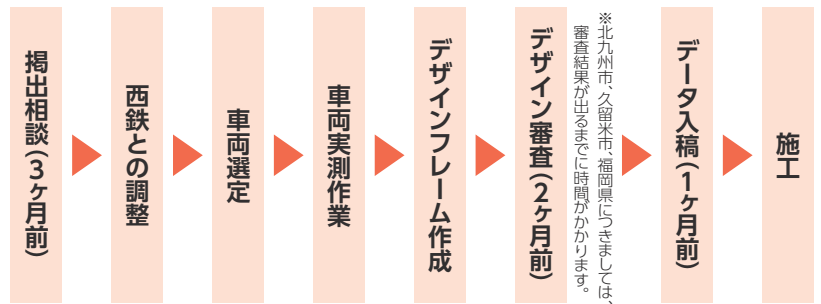 掲出相談(3ヶ月前)
西鉄との調整
車両選定
車両実測作業
デザインフレーム作成
デザイン審査(2ヶ月前)
※北九州市、久留米市、福岡県につきましては、
審査結果が出るまでに時間がかかります。
データ入稿(1ヶ月前)
施工